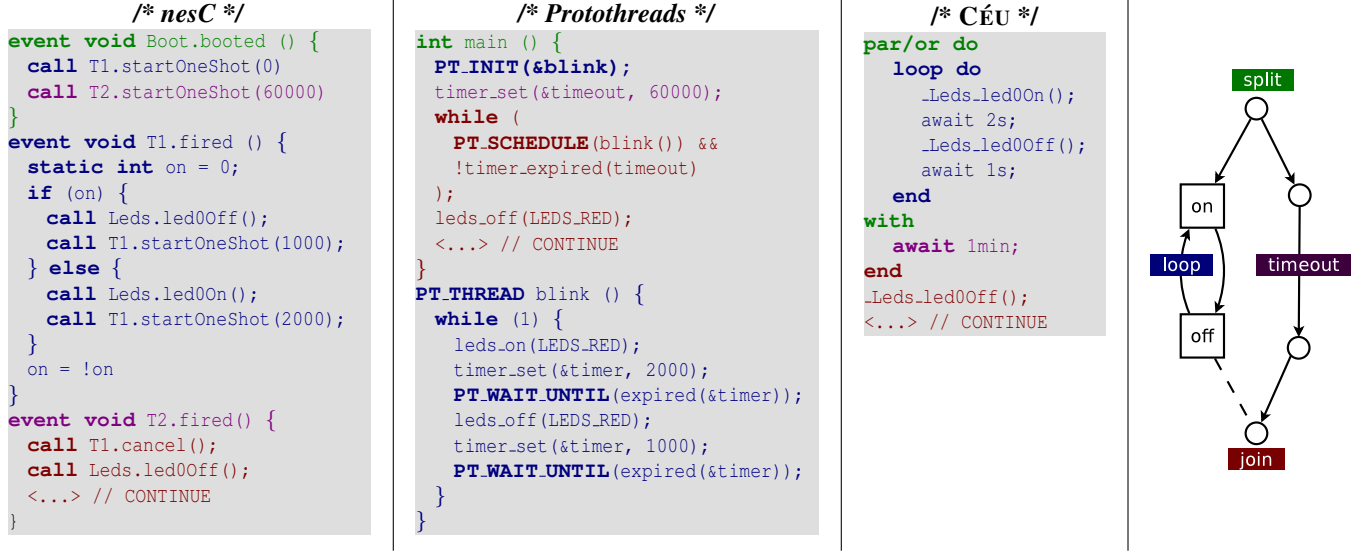 /* nesC */
event void Boot.booted () {
call T1.startOneShot(0)
call T2.startOneShot(60000)
}
event void T1.fired () {
static int on = 0;
if (on) {
call Leds.led0Off();
call T1.startOneShot(1000);
} else {
call Leds.led0On();
call T1.startOneShot(2000);
}
on = !on
}
event void T2.fired() {
call T1.cancel();
call Leds.led0Off();
<...> // CONTINUE
}
/* Protothreads */
int main () {
PT_INIT(&blink);
timer_set(&timeout, 60000);
while (
PT_SCHEDULE(blink()) &&
!timer_expired(timeout)
);
leds_off(LEDS_RED);
<...> // CONTINUE
}
PT_THREAD blink () {
while (1) {
leds_on(LEDS_RED);
timer_set(&timer, 2000);
PT_WAIT_UNTIL(expired(&timer));
leds_off(LEDS_RED);
timer_set(&timer, 1000);
PT_WAIT_UNTIL(expired(&timer));
}
}
/* CÉU */
par/or do
loop do
_Leds_led0On();
await 2s;
_Leds_led0Off();
await 1s;
end
with
await 1min;
end
_Leds_led0Off();
<...> // CONTINUE
split
on
loop
timeout
off
join